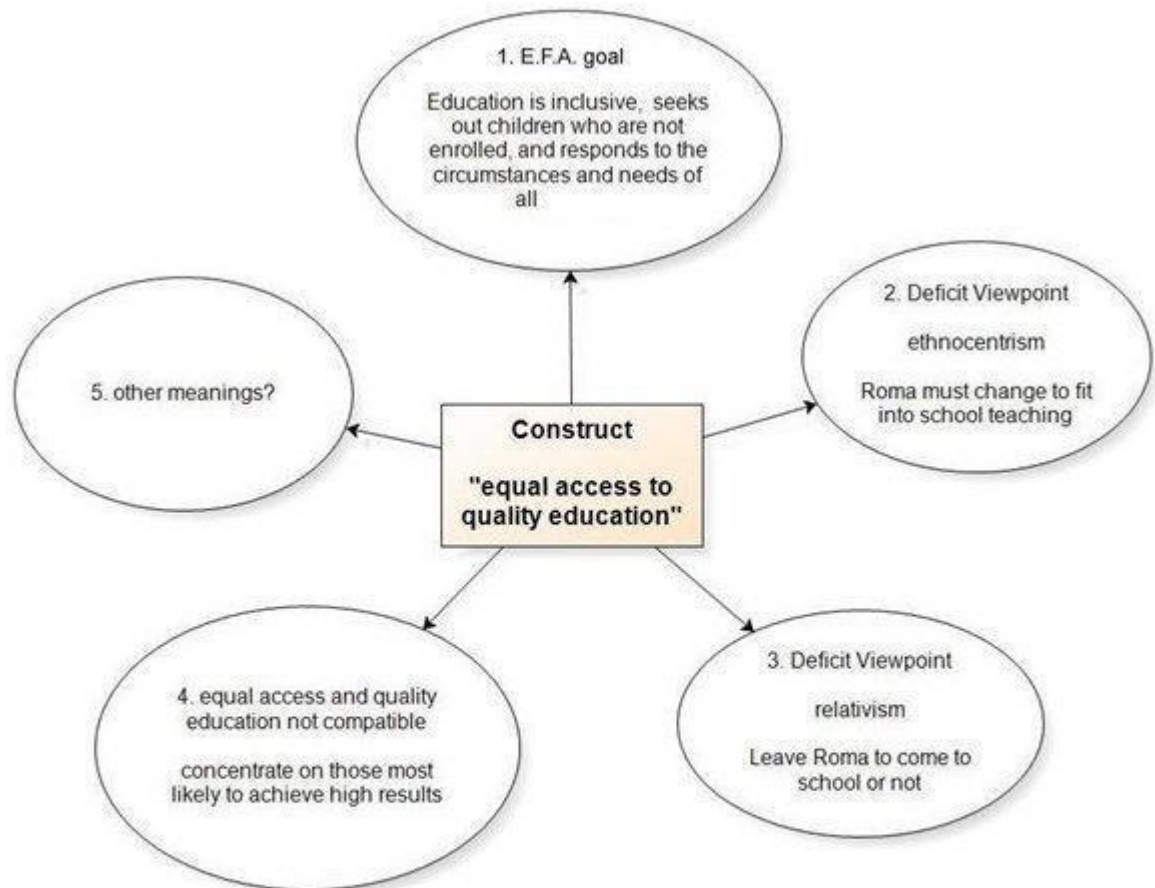 1. E.F.A. goal
Education is inclusive, seeks
out children who are not
enrolled, and responds to the
circumstances and needs of
all
2. Deficit Viewpoint
ethnocentrism
Roma must change to fit
into school teaching
5. other meanings?
Construct
"equal access to
quality education"
4. equal access and quality
education not compatible
concentrate on those most
likely to achieve high results
3. Deficit Viewpoint
relativism
Leave Roma to come to
school or not